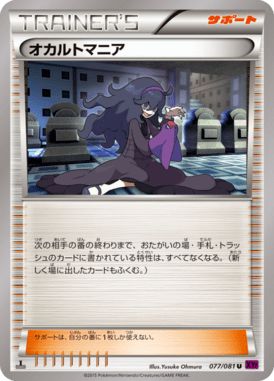 TRAINER'S
サポート
オカルトマニア
次の相手の番の終わりまで、おたがいの場・手札・トラッ
シュのカードに書かれている特性は、すべてなくなる。(新
しく場に出したカードもふくむ。)
サポートは、自分の番に1枚しか使えない。
Illus.Yusuke Ohmura
077/081 U
©2015 Pokémon/Nintendo/Creatures/GAME FREAK.